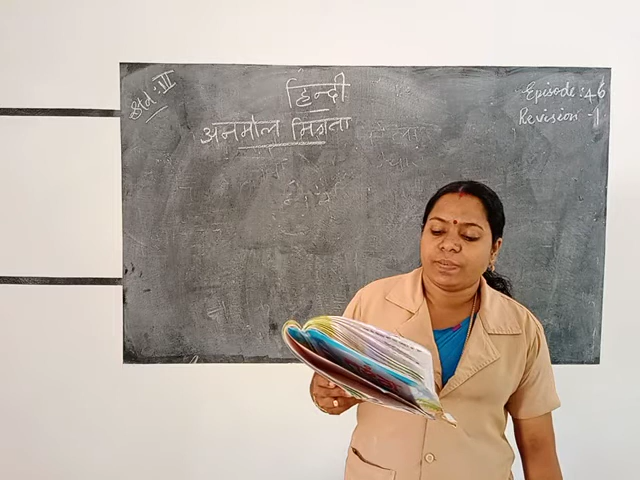 Std : VI
हिन्दी
Episode : 46
Revision - 1
अनमोल मित्रता